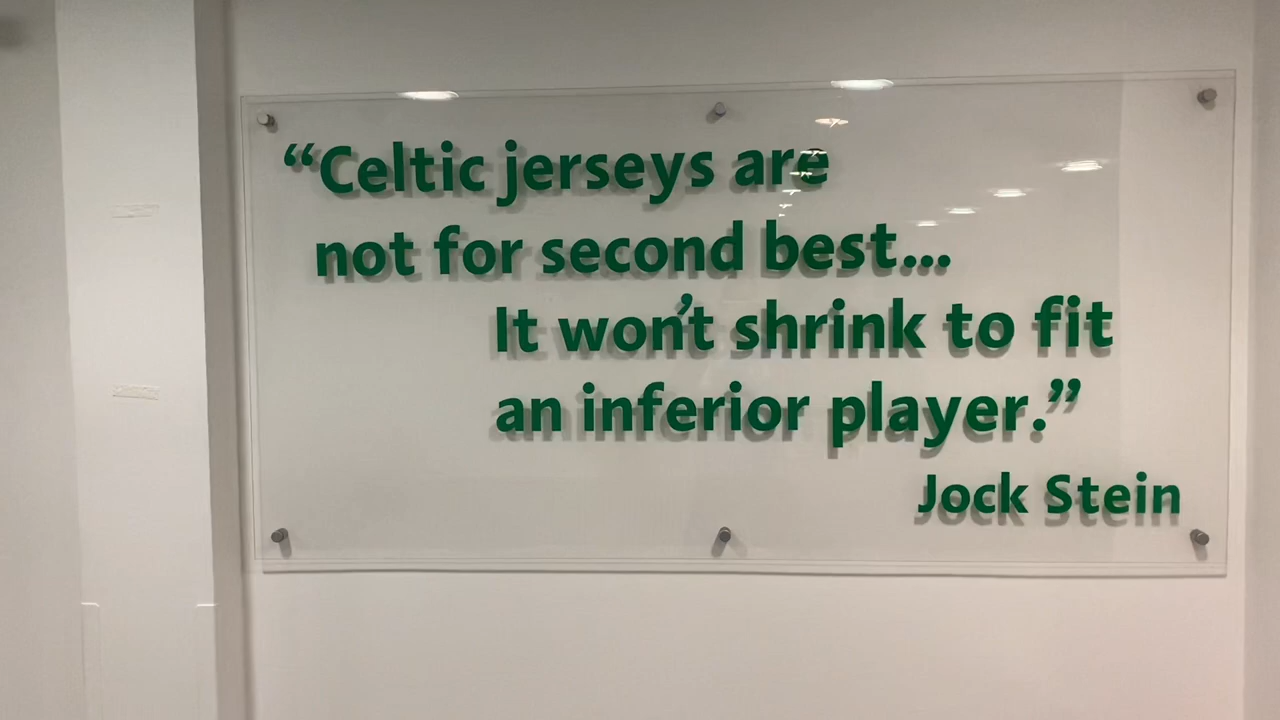 “Celtic jerseys are
not for second best...
It won’t shrink to fit
an inferior player.”
Jock Stein